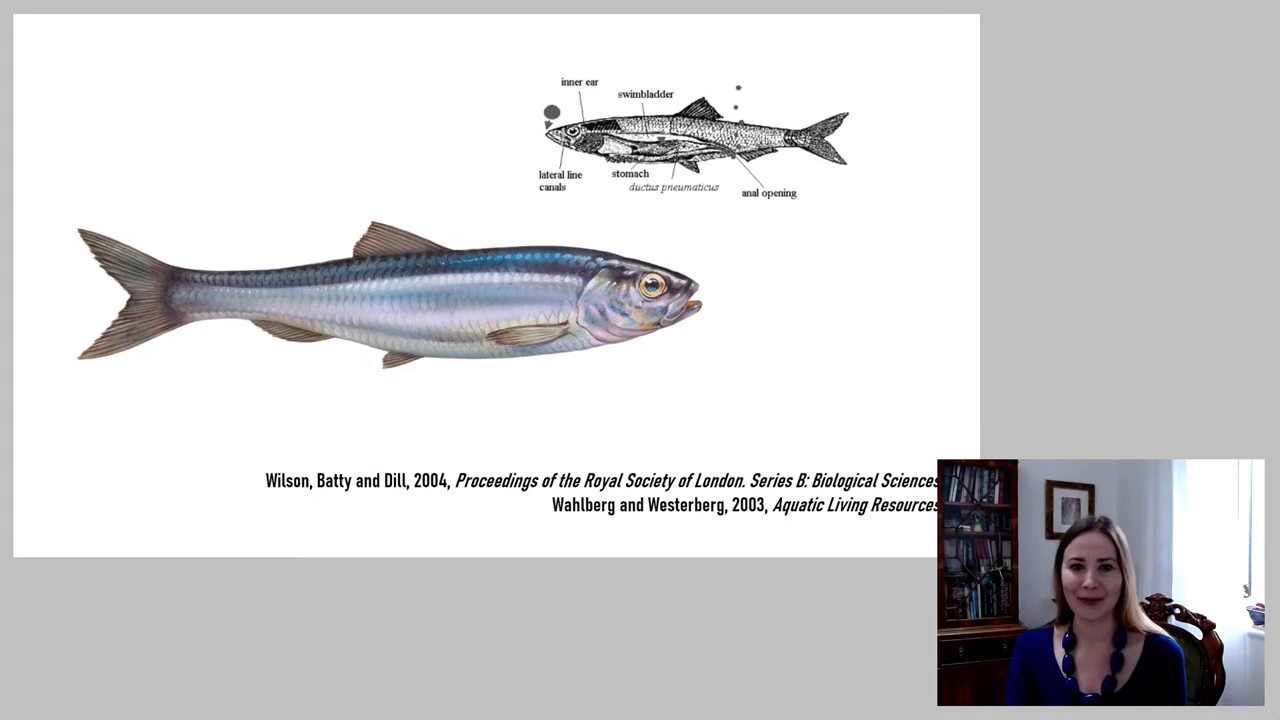 inner ear
swimbladder
lateral line
canals
stomach
ductus pneumaticus
anal opening
Wilson, Batty and Dill, 2004, Proceedings of the Royal Society of London. Series B: Biological Sciences
Wahlberg and Westerberg, 2003, Aquatic Living Resources